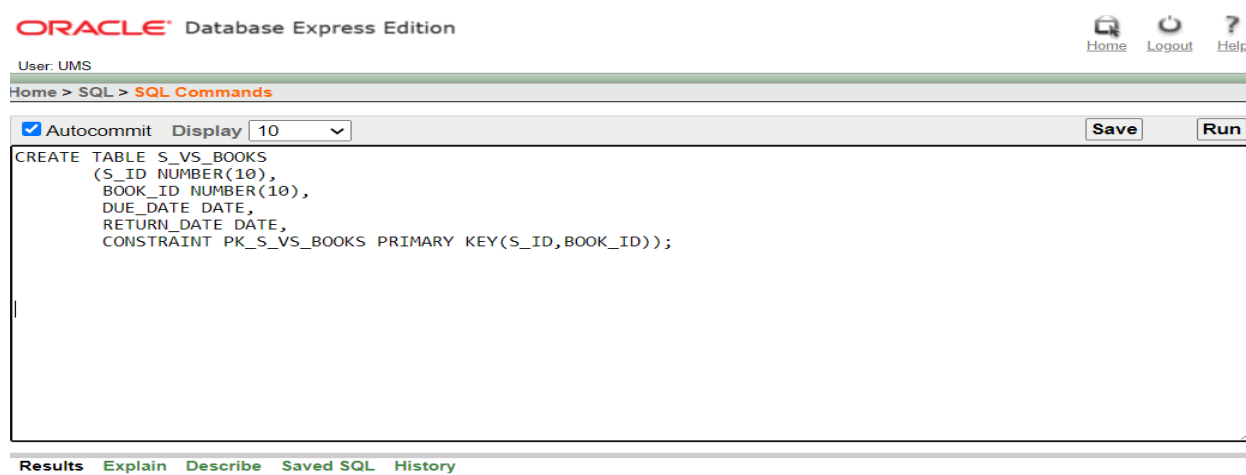 ORACLE Database Express Edition
Home Logout Help
User: UMS
Home > SQL > SQL Commands
Autocommit Display 10 Save Run
CREATE TABLE S_VS_BOOKS
(S_ID NUMBER(10),
BOOK_ID NUMBER(10),
DUE_DATE DATE,
RETURN_DATE DATE,
CONSTRAINT PK_S_VS_BOOKS PRIMARY KEY(S_ID,BOOK_ID));
Results Explain Describe Saved SQL History